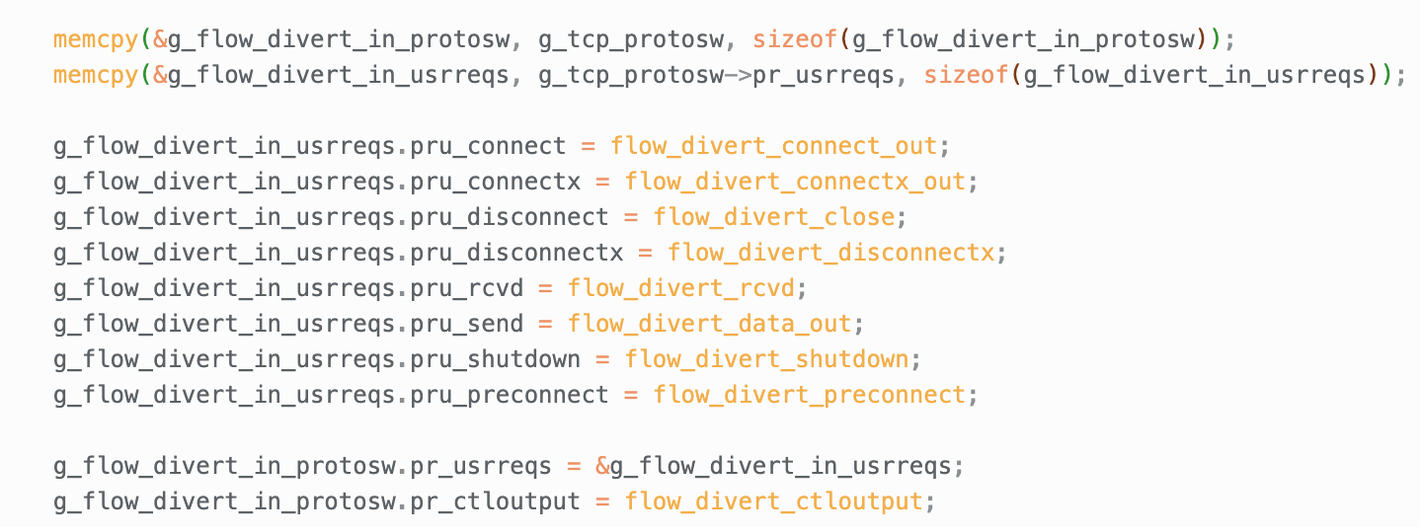 memcpy(&g_flow_divert_in_protosw, g_tcp_protosw, sizeof(g_flow_divert_in_protosw));
memcpy(&g_flow_divert_in_usrreqs, g_tcp_protosw->pr_usrreqs, sizeof(g_flow_divert_in_usrreqs));
g_flow_divert_in_usrreqs.pru_connect = flow_divert_connect_out;
g_flow_divert_in_usrreqs.pru_connectx = flow_divert_connectx_out;
g_flow_divert_in_usrreqs.pru_disconnect = flow_divert_close;
g_flow_divert_in_usrreqs.pru_disconnectx = flow_divert_disconnectx;
g_flow_divert_in_usrreqs.pru_rcvd = flow_divert_rcvd;
g_flow_divert_in_usrreqs.pru_send = flow_divert_data_out;
g_flow_divert_in_usrreqs.pru_shutdown = flow_divert_shutdown;
g_flow_divert_in_usrreqs.pru_preconnect = flow_divert_preconnect;
g_flow_divert_in_protosw.pr_usrreqs = &g_flow_divert_in_usrreqs;
g_flow_divert_in_protosw.pr_ctloutput = flow_divert_ctloutput;